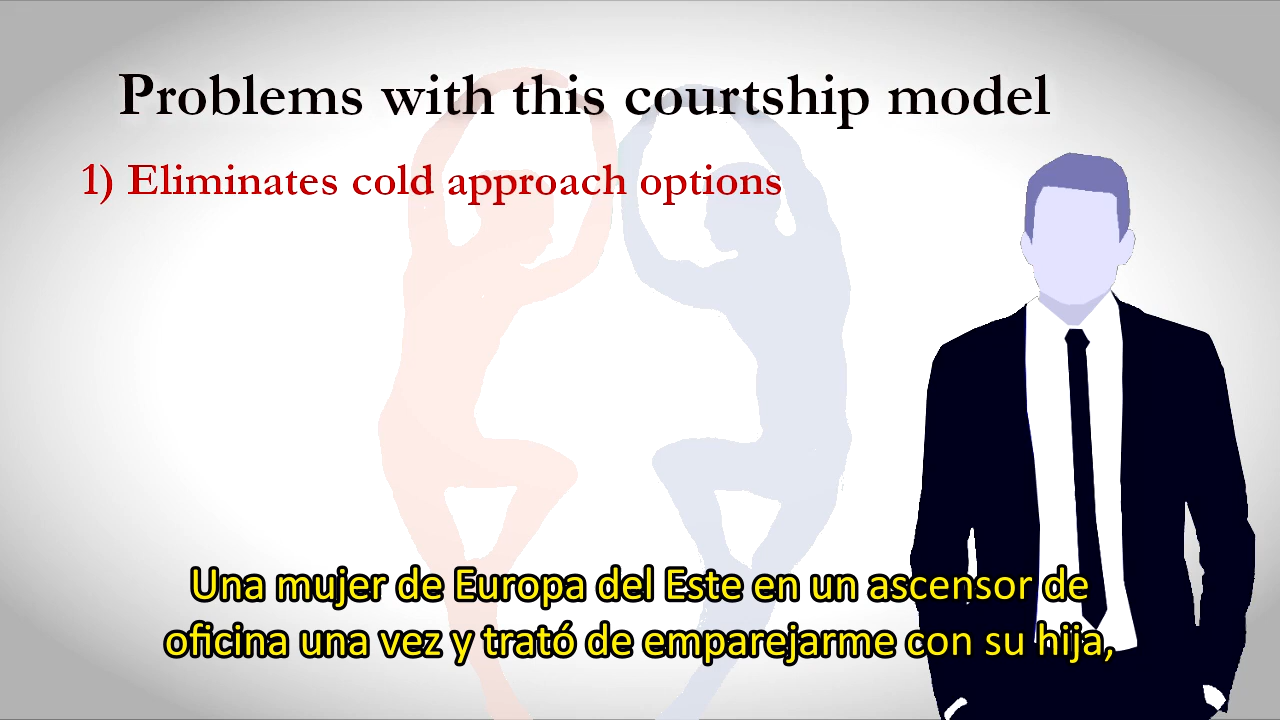 Problems with this courtship model
1) Eliminates cold approach options
Una mujer de Europa del Este en un ascensor de
oficina una vez y trató de emparejarme con su hija,